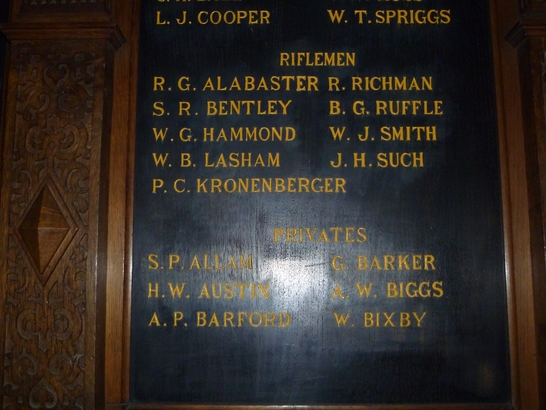 L. J. COOPER W. T. SPRIGGS
RIFLEMEN
R. G. ALABASTER R. RICHMAN
S. R. BENTLEY B. G. RUFFLE
W. G. HAMMOND W. J. SMITH
W. B. LASHAM J. H. SUCH
P. C. KRONENBERGER
PRIVATES
S. P. ALLAM G. BARKER
H. W. AUSTIN A. W. BIGGS
A. P. BARFORD W. BIXBY